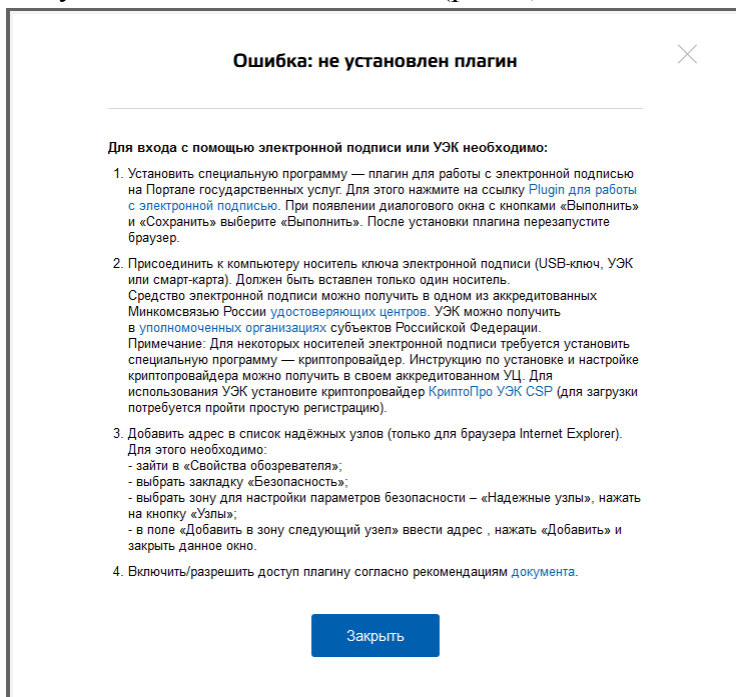 Ошибка: не установлен плагин
Для входа с помощью электронной подписи или УЭК необходимо:
1. Установить специальную программу — плагин для работы с электронной подписью
на Портале государственных услуг. Для этого нажмите на ссылку Plugin для работы
с электронной подписью. При появлении диалогового окна с кнопками «Выполнить»
и «Сохранить» выберите «Выполнить». После установки плагина перезапустите
браузер.
2. Присоединить к компьютеру носитель ключа электронной подписи (USB-ключ, УЭК
или смарт-карта). Должен быть вставлен только один носитель.
Средство электронной подписи можно получить в одном из аккредитованных
Минкомсвязью России удостоверяющих центров. УЭК можно получить
в уполномоченных организациях субъектов Российской Федерации.
Примечание: Для некоторых носителей электронной подписи требуется установить
специальную программу — криптопровайдер. Инструкцию по установке и настройке
криптопровайдера можно получить в своем аккредитованном УЦ. Для
использования УЭК установите криптопровайдер КриптоПро УЭК CSP (для загрузки
потребуется пройти простую регистрацию).
3. Добавить адрес в список надёжных узлов (только для браузера Internet Explorer).
Для этого необходимо:
- зайти в «Свойства обозревателя»;
- выбрать закладку «Безопасность»;
- выбрать зону для настройки параметров безопасности – «Надежные узлы», нажать
на кнопку «Узлы»;
- в поле «Добавить в зону следующий узел» ввести адрес , нажать «Добавить» и
закрыть данное окно.
4. Включить/разрешить доступ плагину согласно рекомендациям документа.
Закрыть